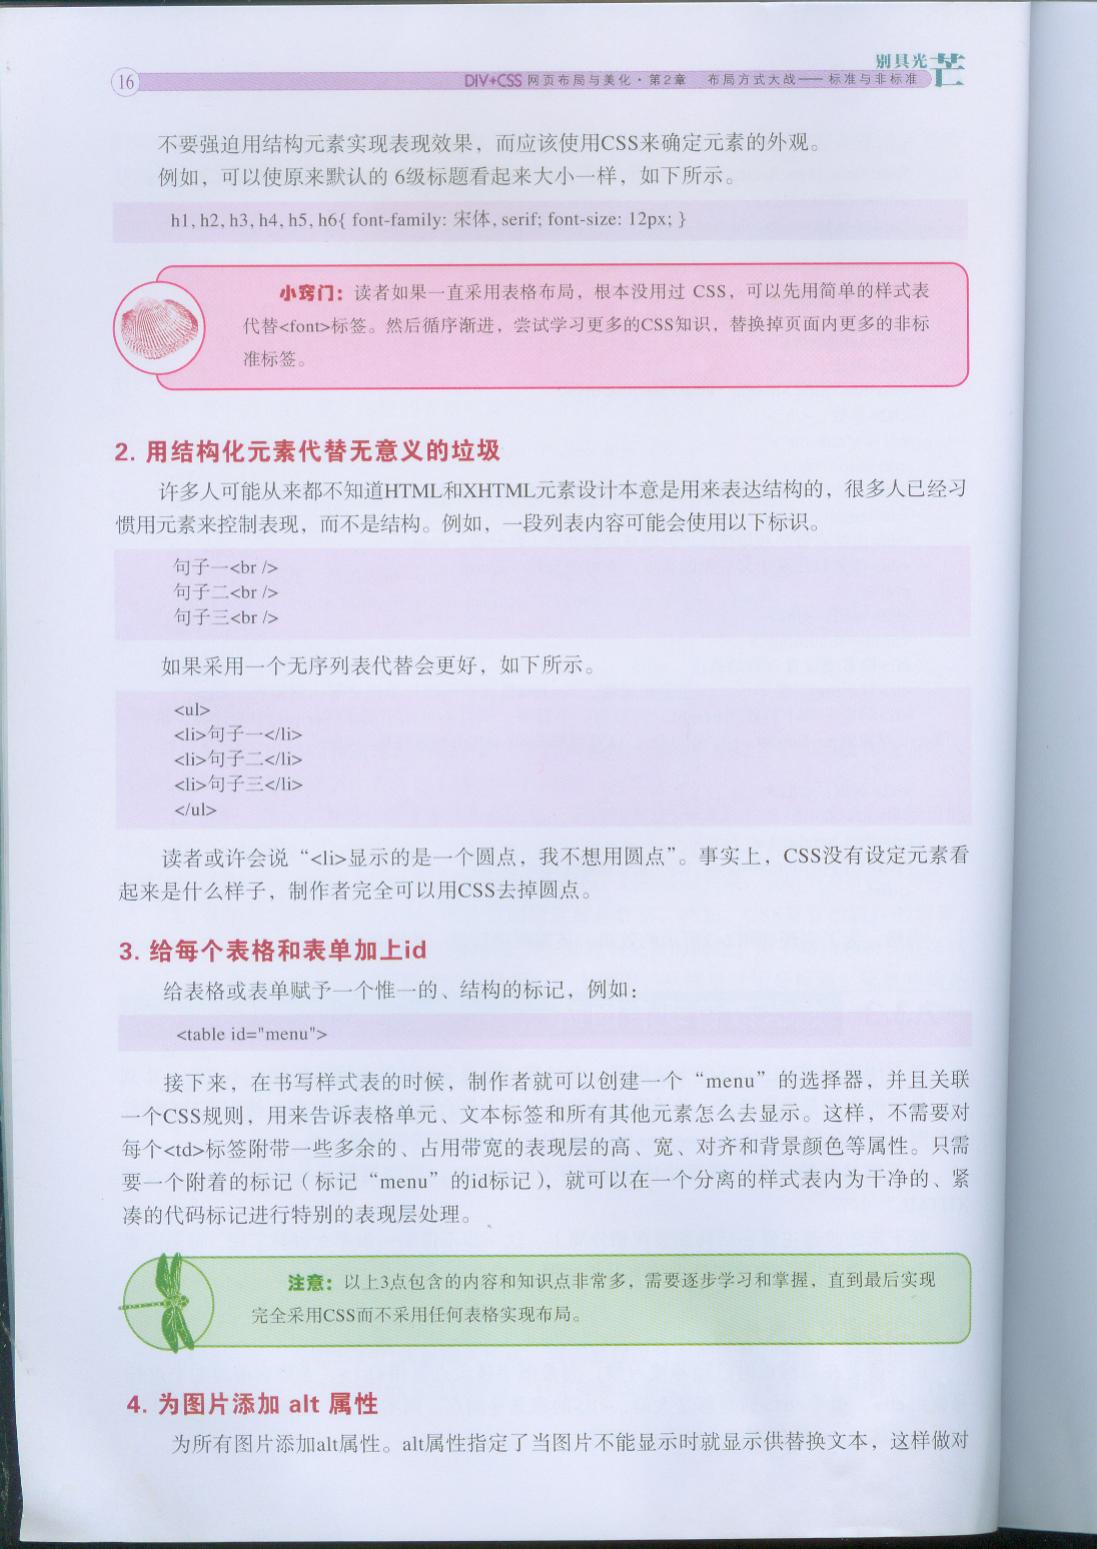 别具光芒
16
DIV+CSS 网页布局与美化·第2章 布局方式大战——标准与非标准
不要强迫用结构元素实现表现效果，而应该使用CSS来确定元素的外观。
例如，可以使原来默认的 6级标题看起来大小一样，如下所示。
h1, h2, h3, h4, h5, h6{ font-family: 宋体, serif; font-size: 12px; }
小窍门：读者如果一直采用表格布局，根本没用过 CSS，可以先用简单的样式表
代替<font>标签。然后循序渐进，尝试学习更多的CSS知识，替换掉页面内更多的非标
准标签。
2. 用结构化元素代替无意义的垃圾
许多人可能从来都不知道HTML和XHTML元素设计本意是用来表达结构的，很多人已经习
惯用元素来控制表现，而不是结构。例如，一段列表内容可能会使用以下标识。
句子一<br />
句子二<br />
句子三<br />
如果采用一个无序列表代替会更好，如下所示。
<ul>
<li>句子一</li>
<li>句子二</li>
<li>句子三</li>
</ul>
读者或许会说“<li>显示的是一个圆点，我不想用圆点”。事实上，CSS没有设定元素看
起来是什么样子，制作者完全可以用CSS去掉圆点。
3. 给每个表格和表单加上id
给表格或表单赋予一个惟一的、结构的标记，例如：
<table id="menu">
接下来，在书写样式表的时候，制作者就可以创建一个“menu”的选择器，并且关联
一个CSS规则，用来告诉表格单元、文本标签和所有其他元素怎么去显示。这样，不需要对
每个<td>标签附带一些多余的、占用带宽的表现层的高、宽、对齐和背景颜色等属性。只需
要一个附着的标记（标记“menu”的id标记），就可以在一个分离的样式表内为干净的、紧
凑的代码标记进行特别的表现层处理。
注意：以上3点包含的内容和知识点非常多，需要逐步学习和掌握，直到最后实现
完全采用CSS而不采用任何表格实现布局。
4. 为图片添加 alt 属性
为所有图片添加alt属性。alt属性指定了当图片不能显示时就显示供替换文本，这样做对